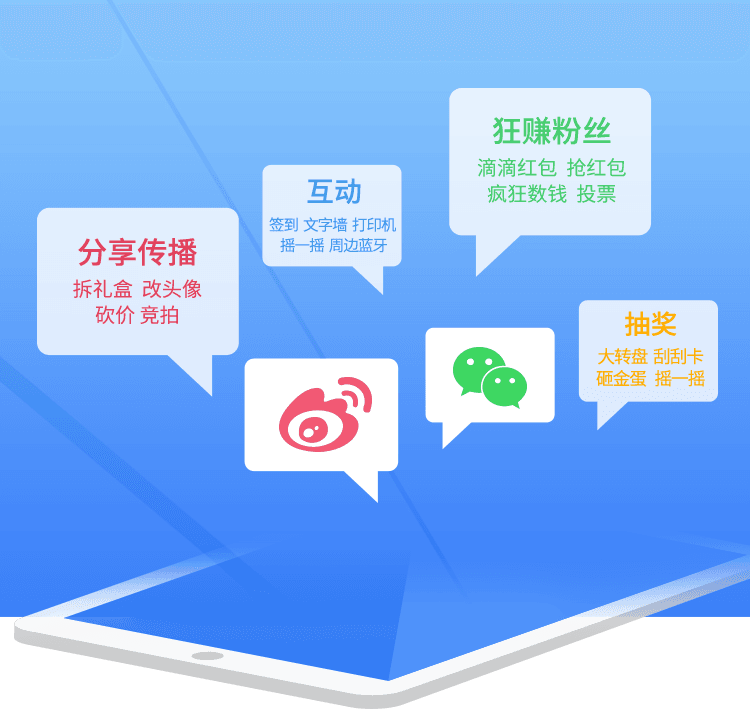 狂赚粉丝
滴滴红包 抢红包
疯狂数钱 投票
互动
签到 文字墙 打印机
摇一摇 周边蓝牙
分享传播
拆礼盒 改头像
砍价 竞拍
抽奖
大转盘 刮刮卡
砸金蛋 摇一摇